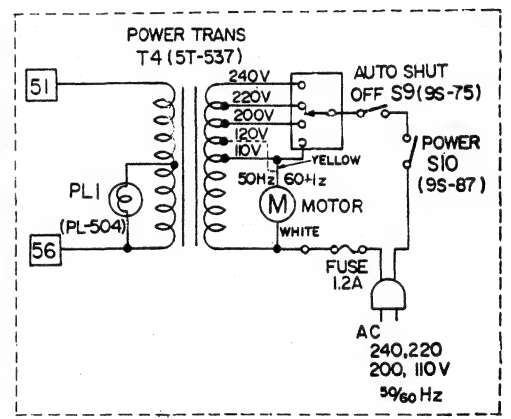 POWER TRANS
T4 (5T-537)
51
240V
220V
200V
120V
110V
AUTO SHUT
OFF S9 (9S-75)
POWER
S10
(9S-87)
YELLOW
50Hz 60Hz
PL1
(PL-504)
M MOTOR
WHITE
56
FUSE
1.2A
AC
240, 220
200, 110V
50/60 Hz